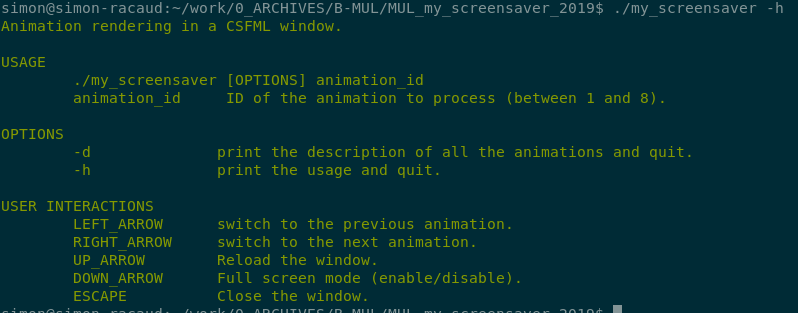 simon@simon-racaud:~/work/0_ARCHIVES/B-MUL/MUL_my_screensaver_2019$ ./my_screensaver -h
Animation rendering in a CSFML window.
USAGE
./my_screensaver [OPTIONS] animation_id
animation_id ID of the animation to process (between 1 and 8).
OPTIONS
-d print the description of all the animations and quit.
-h print the usage and quit.
USER INTERACTIONS
LEFT_ARROW switch to the previous animation.
RIGHT_ARROW switch to the next animation.
UP_ARROW Reload the window.
DOWN_ARROW Full screen mode (enable/disable).
ESCAPE Close the window.
simon@simon-racaud:~/work/0_ARCHIVES/B-MUL/MUL_my_screensaver_2019$